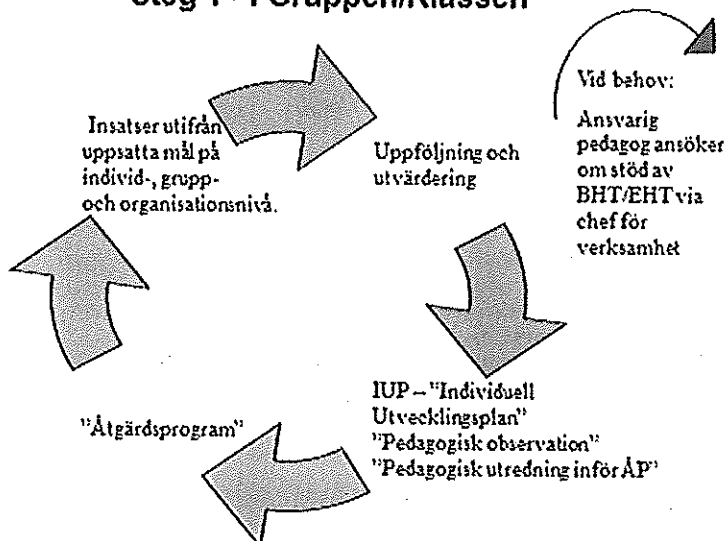 Steg 1 - I Gruppen/Klassen
Insatser utifrån
uppsatta mål på
individ-, grupp-
och organisationsnivå.
Uppföljning och
utvärdering
Vid behov:
Ansvarig
pedagog ansöker
om stöd av
BHT/EHT via
chef för
verksamhet
IUP – "Individuell
Utvecklingsplan"
"Pedagogisk observation"
"Pedagogisk utredning inför ÅP"
"Åtgärdsprogram"